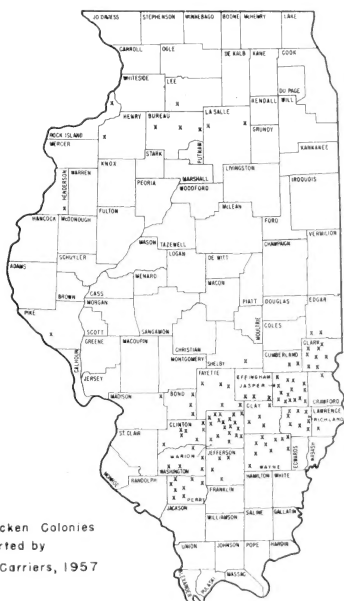 JO DAVIESS STEPHENSON WINNEBAGO BOONE McHENRY LAKE
CARROLL OGLE
DE KALB KANE COOK
WHITESIDE LEE
DU PAGE
KENDALL WILL
ROCK ISLAND HENRY BUREAU LA SALLE
MERCER
GRUNDY
PUTNAM
STARK
KNOX
KANKAKEE
HENDERSON WARREN
MARSHALL LIVINGSTON
PEORIA WOODFORD
IROQUOIS
FULTON McLEAN
HANCOCK McDONOUGH
FORD
MASON TAZEWELL
VERMILION
LOGAN
CHAMPAIGN
SCHUYLER DE WITT
ADAMS
MENARD
BROWN CASS MACON
MORGAN
PIATT DOUGLAS EDGAR
PIKE
MOULTRIE
SCOTT SANGAMON COLES
GREENE MACOUPIN CHRISTIAN
CALHOUN
MONTGOMERY SHELBY
CLARK
CUMBERLAND
JERSEY
FAYETTE EFFINGHAM
JASPER
BOND
MADISON
CLAY
CRAWFORD
CLINTON
LAWRENCE
RICHLAND
ST. CLAIR
MARION
JEFFERSON
WASHINGTON
WAYNE
EDWARDS
WABASH
MONROE
RANDOLPH
PERRY
HAMILTON WHITE
FRANKLIN
JACKSON
WILLIAMSON SALINE GALLATIN
UNION JOHNSON POPE HARDIN
ALEXANDER PULASKI MASSAC
cken Colonies
rted by
Carriers, 1957